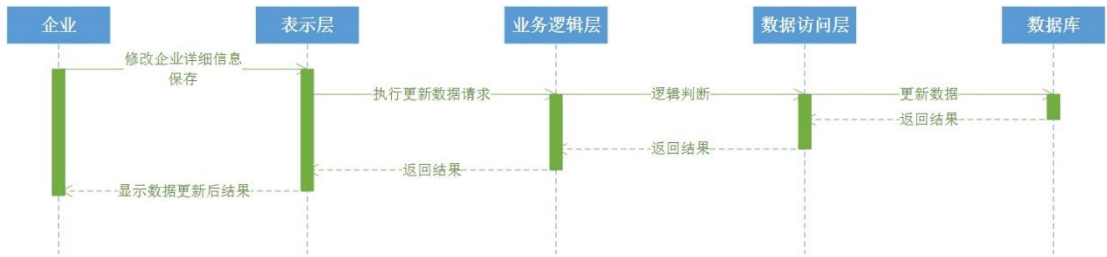 企业
表示层
业务逻辑层
数据访问层
数据库
修改企业详细信息
保存
执行更新数据请求
逻辑判断
更新数据
返回结果
返回结果
返回结果
显示数据更新后结果